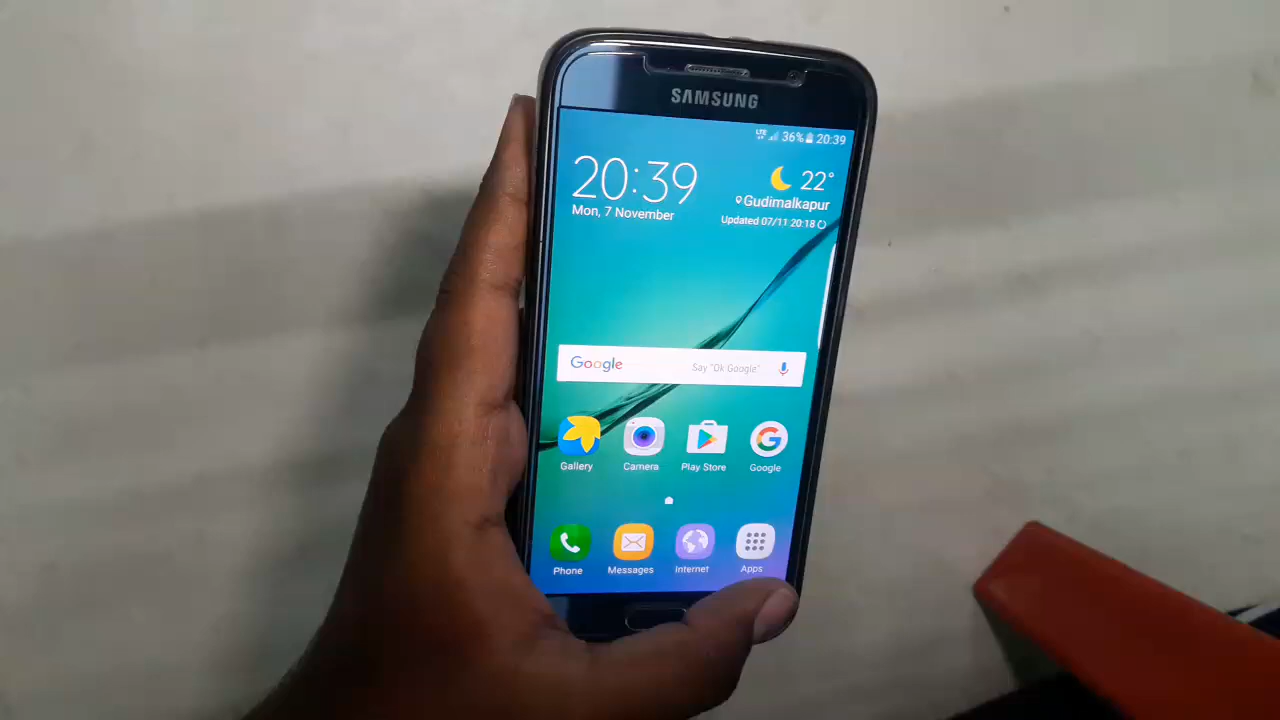 SAMSUNG
LTE 36% 20:39
20:39
Mon, 7 November
22°
Gudimalkapur
Updated 07/11 20:18
Google Say "Ok Google"
Gallery Camera Play Store Google
Phone Messages Internet Apps